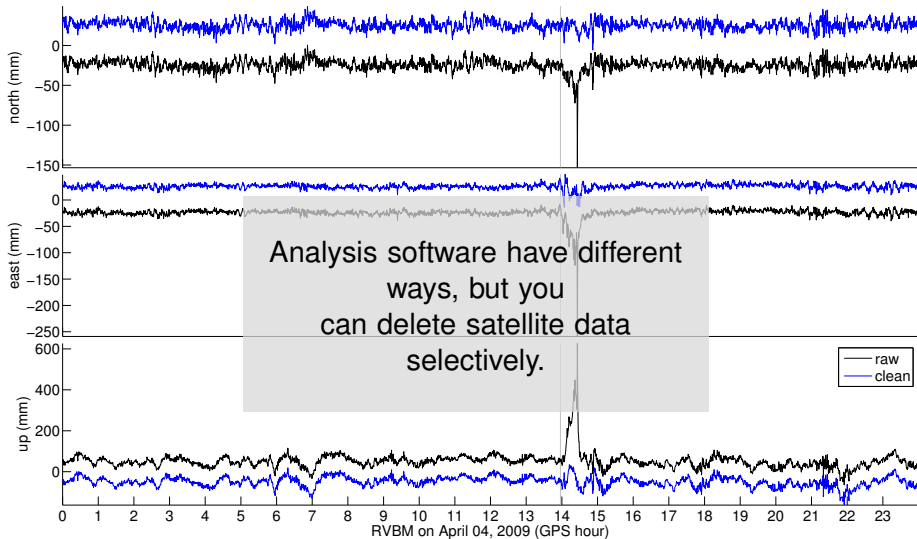 0
−50
−100
−150
north (mm)
0
−50
−100
−150
−200
−250
east (mm)
Analysis software have different
ways, but you
can delete satellite data
selectively.
600
400
200
0
up (mm)
raw
clean
0 1 2 3 4 5 6 7 8 9 10 11 12 13 14 15 16 17 18 19 20 21 22 23
RVBM on April 04, 2009 (GPS hour)